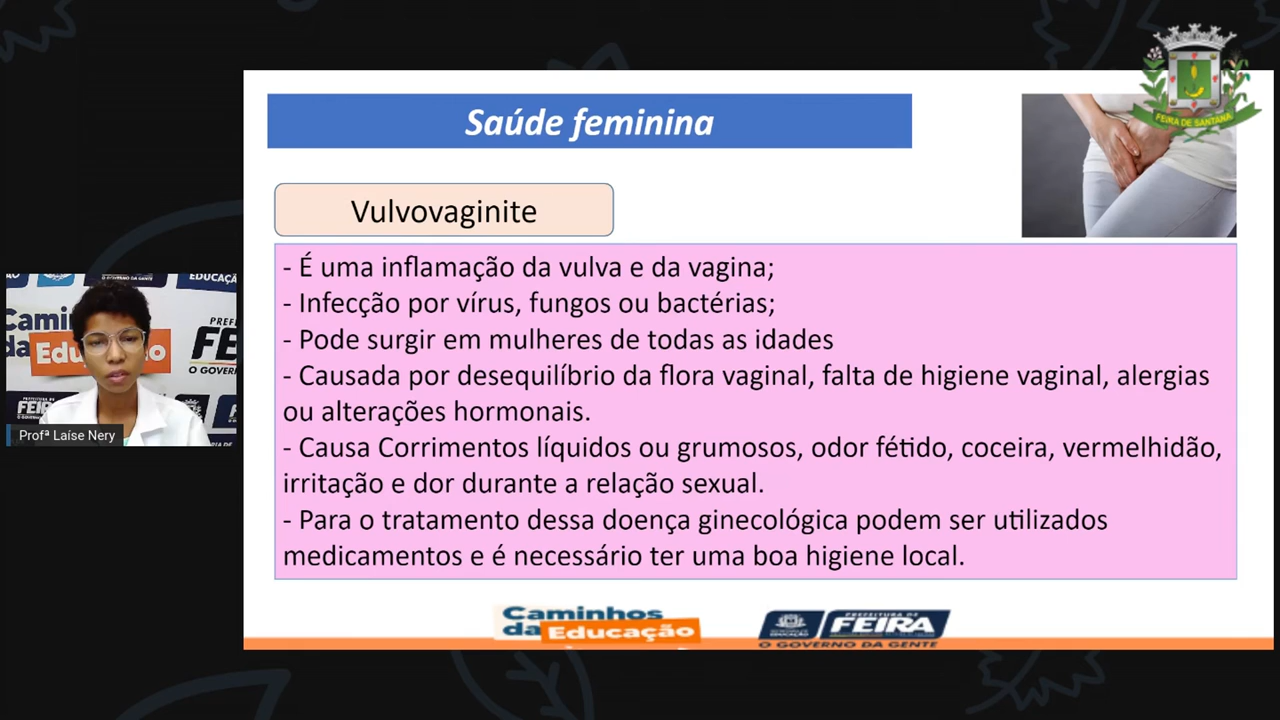 FEIRA DE SANTANA
Saúde feminina
Vulvovaginite
- É uma inflamação da vulva e da vagina;
- Infecção por vírus, fungos ou bactérias;
- Pode surgir em mulheres de todas as idades
- Causada por desequilíbrio da flora vaginal, falta de higiene vaginal, alergias
ou alterações hormonais.
- Causa Corrimentos líquidos ou grumosos, odor fétido, coceira, vermelhidão,
irritação e dor durante a relação sexual.
- Para o tratamento dessa doença ginecológica podem ser utilizados
medicamentos e é necessário ter uma boa higiene local.
Profª Laíse Nery
Caminhos
da Educação
PREFEITURA DE
FEIRA
EDUCAÇÃO
O GOVERNO DA GENTE